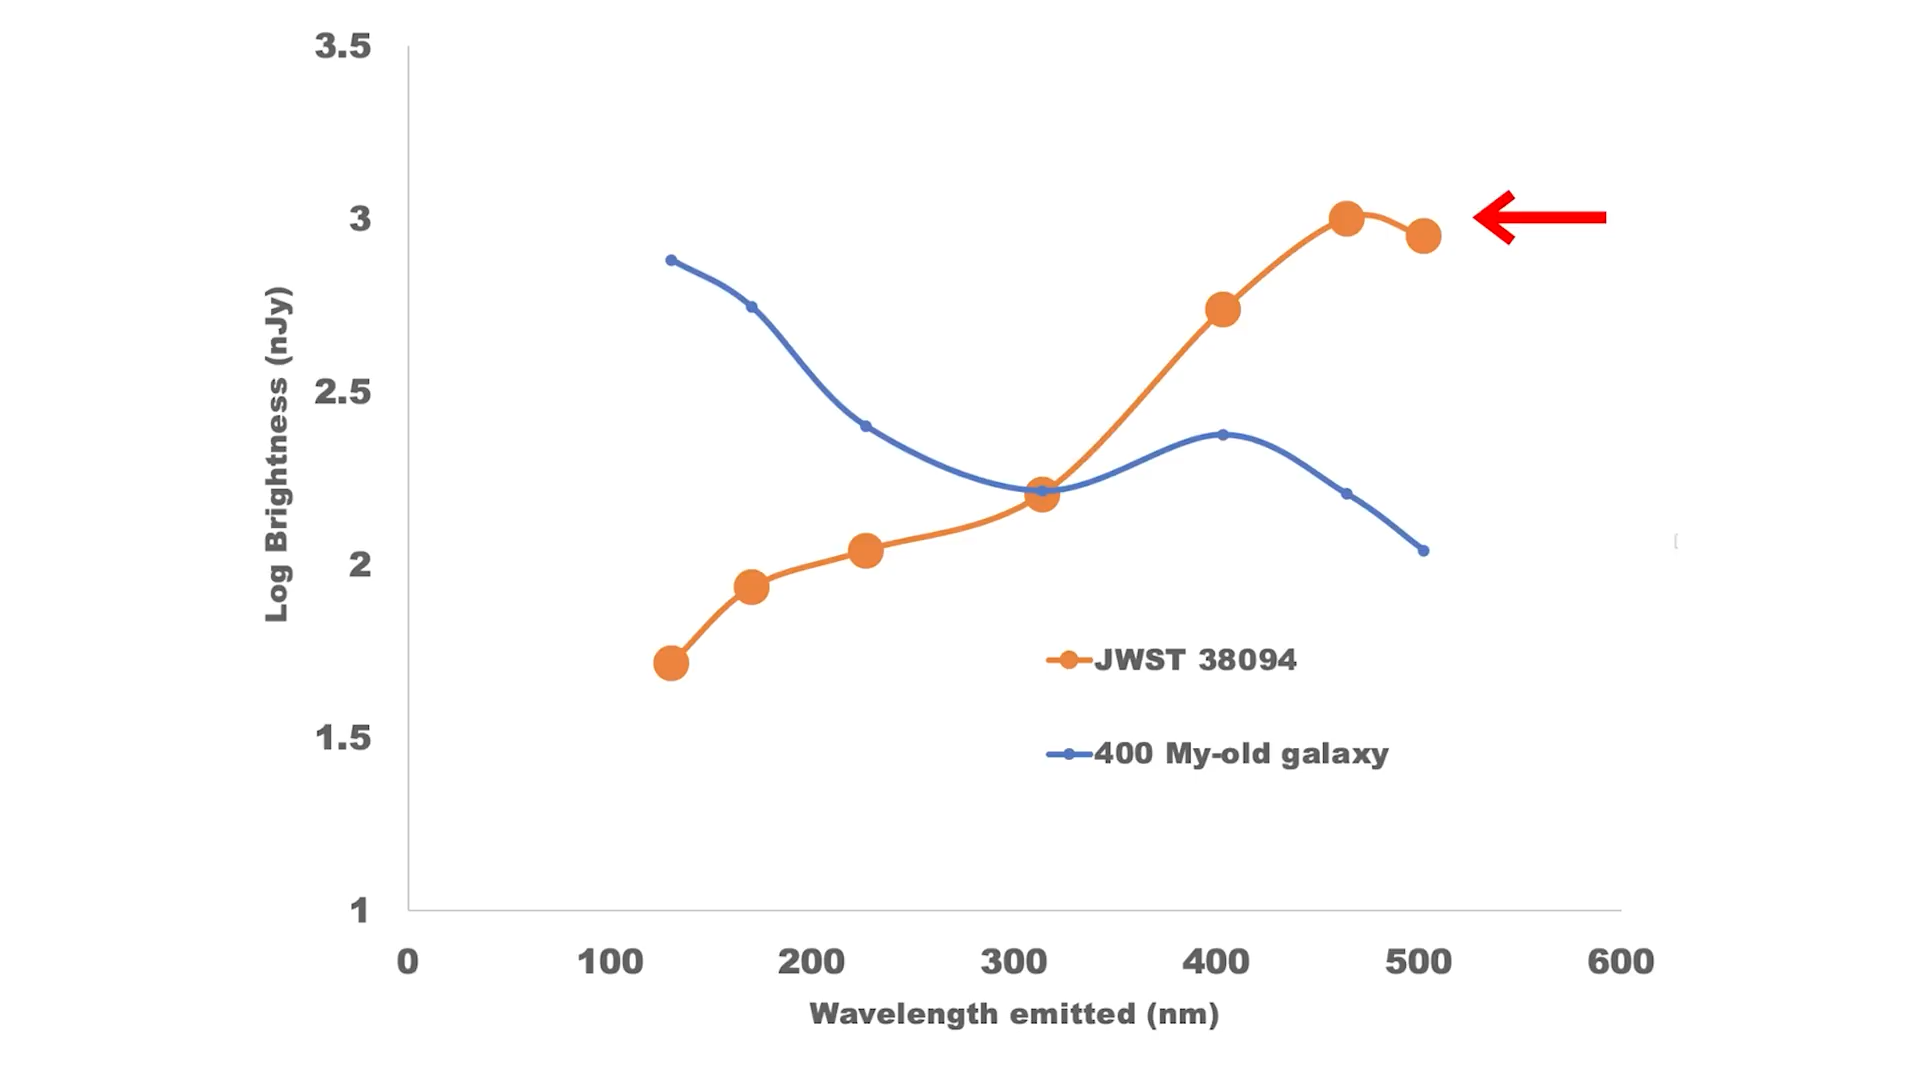 3.5
3
2.5
2
1.5
1
Log Brightness (nJy)
JWST 38094
400 My-old galaxy
0 100 200 300 400 500 600
Wavelength emitted (nm)